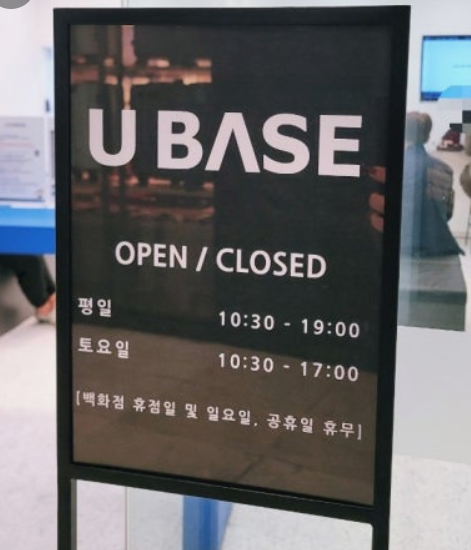 U BASE
OPEN / CLOSED
평일 10:30 - 19:00
토요일 10:30 - 17:00
[백화점 휴점일 및 일요일, 공휴일 휴무]